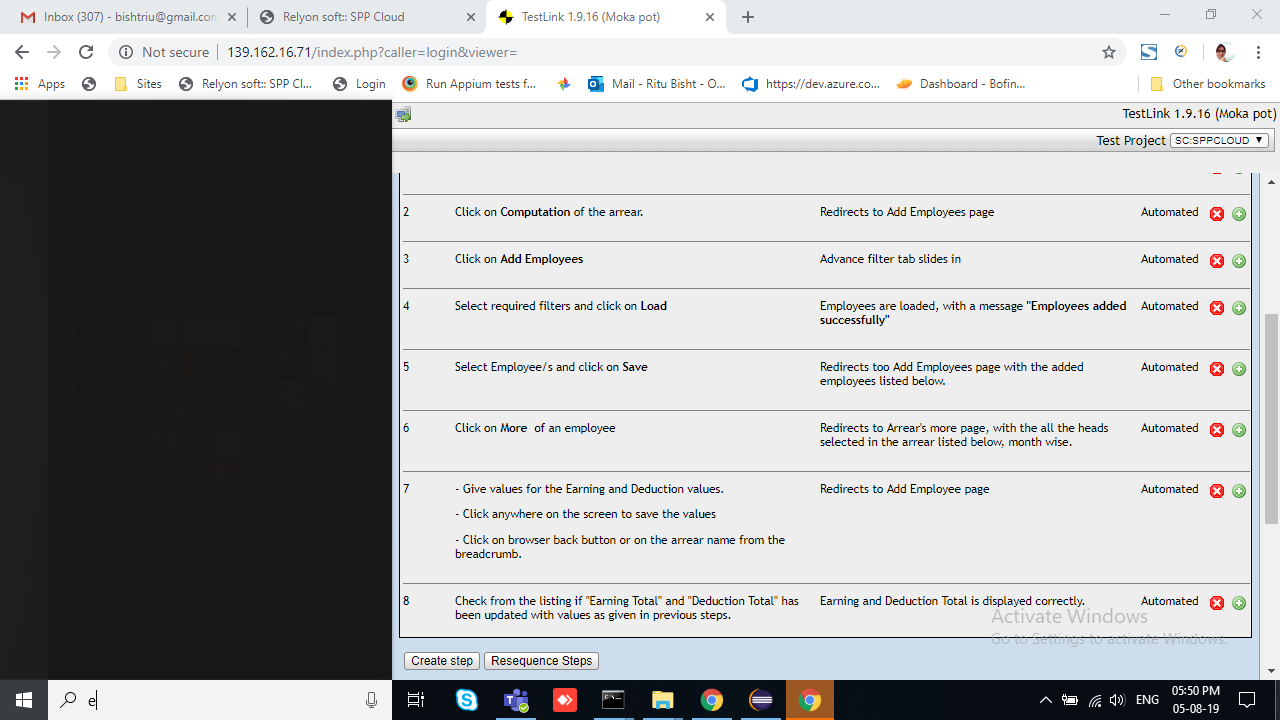 Inbox (307) - bishtriu@gmail.com
Relyon soft:: SPP Cloud
TestLink 1.9.16 (Moka pot)
Not secure
139.162.16.71/index.php?caller=login&viewer=
Apps
Sites
Relyon soft:: SPP Cl...
Login
Run Appium tests f...
Mail - Ritu Bisht - O...
https://dev.azure.co...
Dashboard - Bofin...
Other bookmarks
TestLink 1.9.16 (Moka pot)
Test Project SC:SPPCLOUD
2 Click on Computation of the arrear. Redirects to Add Employees page Automated
3 Click on Add Employees Advance filter tab slides in Automated
4 Select required filters and click on Load Employees are loaded, with a message "Employees added Automated
successfully"
5 Select Employee/s and click on Save Redirects too Add Employees page with the added Automated
employees listed below.
6 Click on More of an employee Redirects to Arrear's more page, with the all the heads Automated
selected in the arrear listed below, month wise.
7 - Give values for the Earning and Deduction values. Redirects to Add Employee page Automated
- Click anywhere on the screen to save the values
- Click on browser back button or on the arrear name from the
breadcrumb.
8 Check from the listing if "Earning Total" and "Deduction Total" has Earning and Deduction Total is displayed correctly. Automated
been updated with values as given in previous steps.
Activate Windows
Go to Settings to activate Windows.
Create step Resequence Steps
e
ENG
05:50 PM
05-08-19